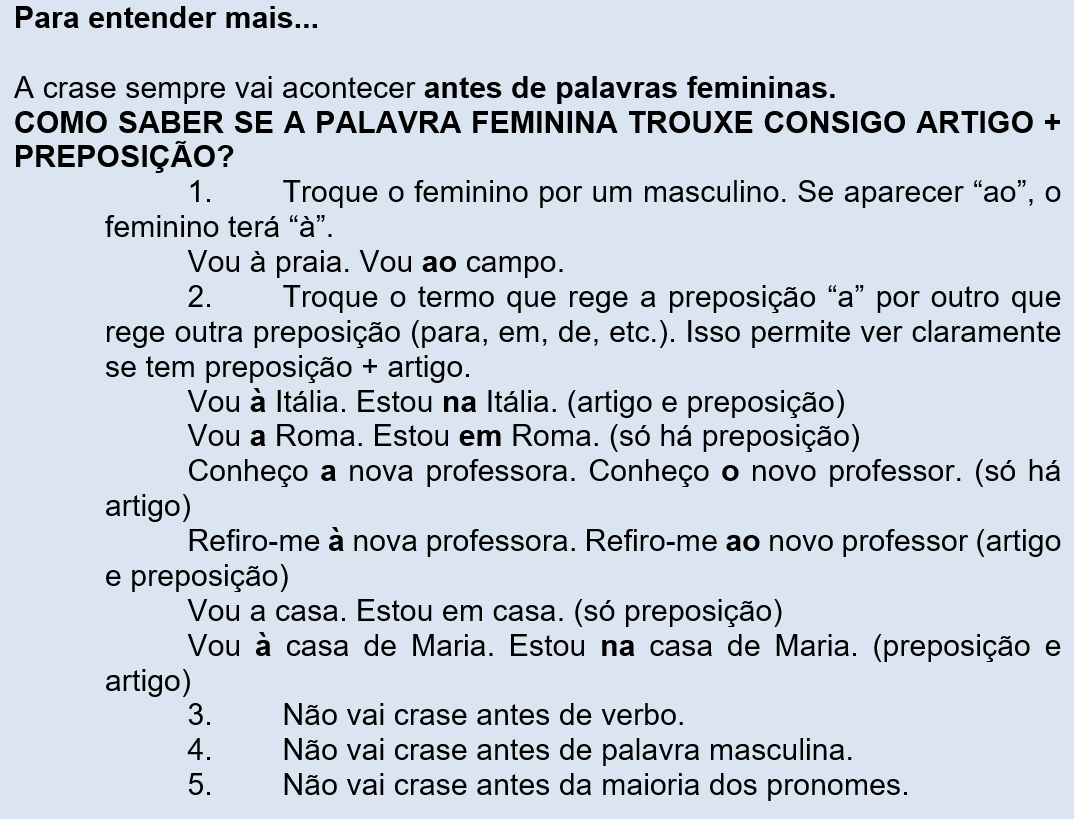 Para entender mais...
A crase sempre vai acontecer antes de palavras femininas.
COMO SABER SE A PALAVRA FEMININA TROUXE CONSIGO ARTIGO +
PREPOSIÇÃO?
1. Troque o feminino por um masculino. Se aparecer “ao”, o
feminino terá “à”.
Vou à praia. Vou ao campo.
2. Troque o termo que rege a preposição “a” por outro que
rege outra preposição (para, em, de, etc.). Isso permite ver claramente
se tem preposição + artigo.
Vou à Itália. Estou na Itália. (artigo e preposição)
Vou a Roma. Estou em Roma. (só há preposição)
Conheço a nova professora. Conheço o novo professor. (só há
artigo)
Refiro-me à nova professora. Refiro-me ao novo professor (artigo
e preposição)
Vou a casa. Estou em casa. (só preposição)
Vou à casa de Maria. Estou na casa de Maria. (preposição e
artigo)
3. Não vai crase antes de verbo.
4. Não vai crase antes de palavra masculina.
5. Não vai crase antes da maioria dos pronomes.